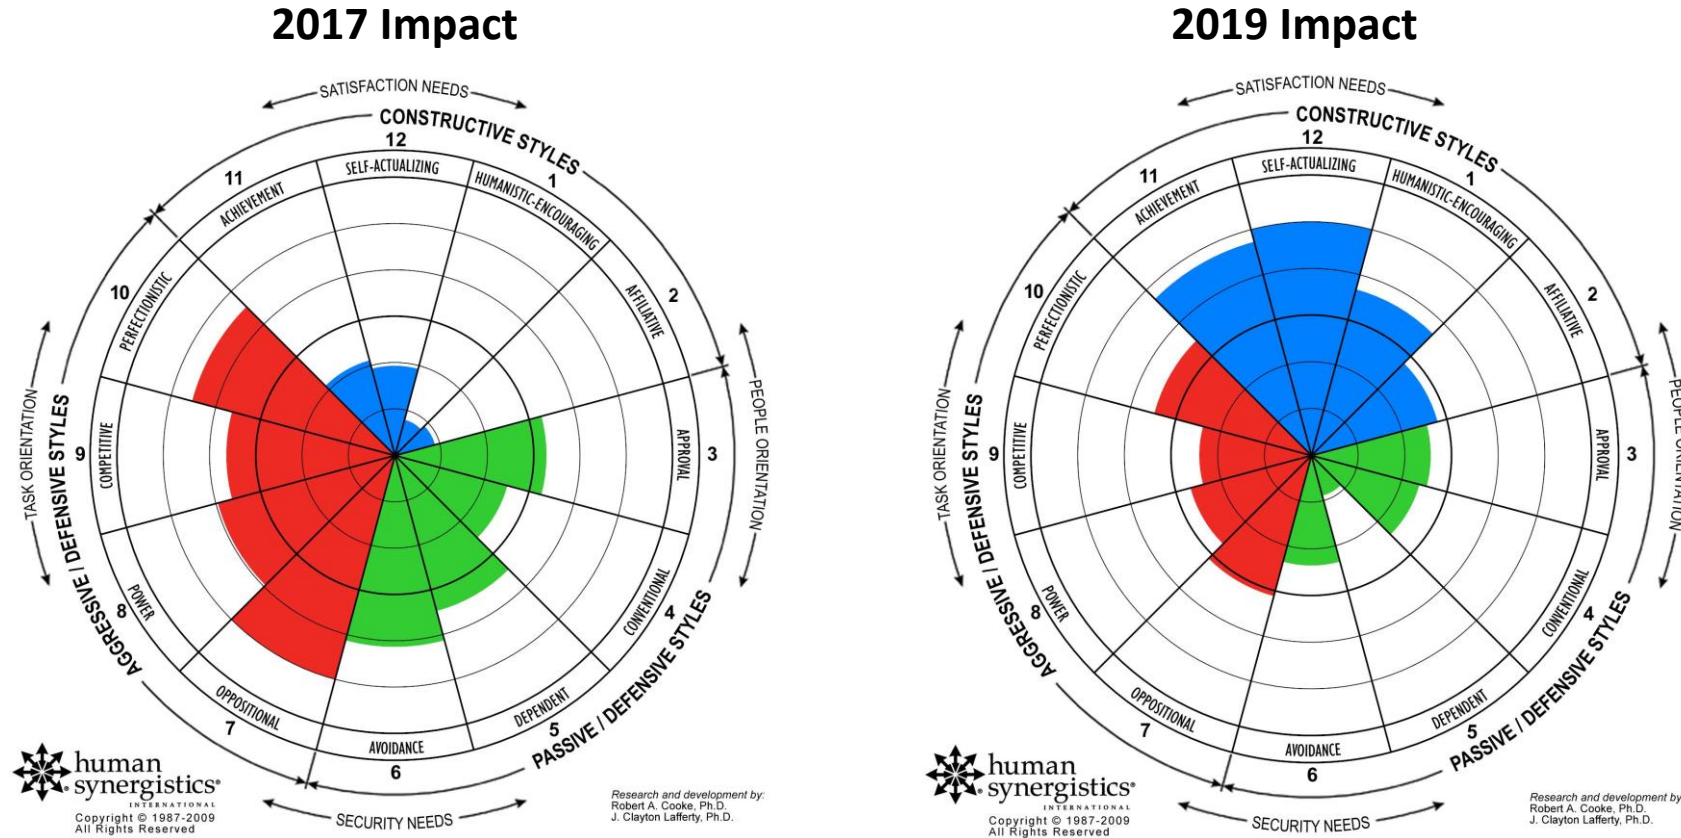 2017 Impact
SATISFACTION NEEDS
CONSTRUCTIVE STYLES
12
SELF-ACTUALIZING
1
HUMANISTIC-ENCOURAGING
2
AFFILIATIVE
PEOPLE ORIENTATION
3
APPROVAL
4
CONVENTIONAL
PASSIVE / DEFENSIVE STYLES
5
DEPENDENT
6
AVOIDANCE
SECURITY NEEDS
7
OPPOSITIONAL
8
POWER
AGGRESSIVE / DEFENSIVE STYLES
TASK ORIENTATION
9
COMPETITIVE
10
PERFECTIONISTIC
11
ACHIEVEMENT
human
synergistics®
INTERNATIONAL
Copyright © 1987-2009
All Rights Reserved
Research and development by:
Robert A. Cooke, Ph.D.
J. Clayton Lafferty, Ph.D.
2019 Impact
SATISFACTION NEEDS
CONSTRUCTIVE STYLES
12
SELF-ACTUALIZING
1
HUMANISTIC-ENCOURAGING
2
AFFILIATIVE
PEOPLE ORIENTATION
3
APPROVAL
4
CONVENTIONAL
PASSIVE / DEFENSIVE STYLES
5
DEPENDENT
6
AVOIDANCE
SECURITY NEEDS
7
OPPOSITIONAL
8
POWER
AGGRESSIVE / DEFENSIVE STYLES
TASK ORIENTATION
9
COMPETITIVE
10
PERFECTIONISTIC
11
ACHIEVEMENT
human
synergistics®
INTERNATIONAL
Copyright © 1987-2009
All Rights Reserved
Research and development by
Robert A. Cooke, Ph.D.
J. Clayton Lafferty, Ph.D.